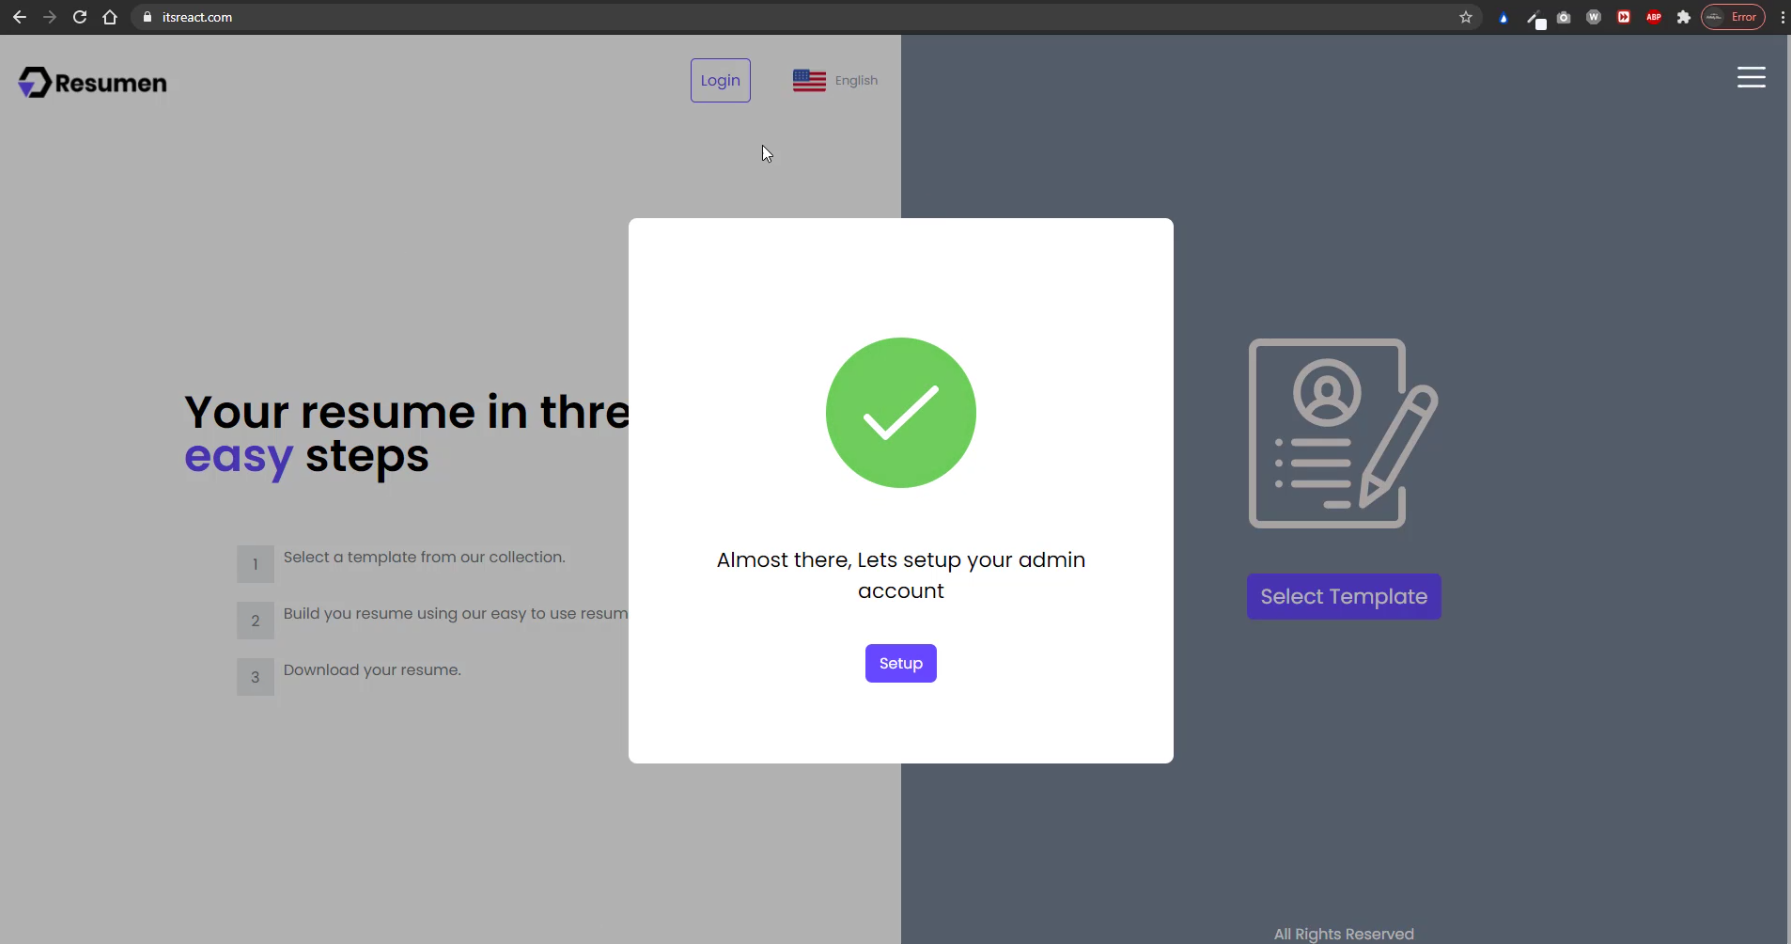 itsreact.com
W
ABP
Error
Resumen
Login
English
Your resume in thre
easy steps
1 Select a template from our collection.
2 Build you resume using our easy to use resum
3 Download your resume.
Almost there, Lets setup your admin
account
Setup
Select Template
All Rights Reserved